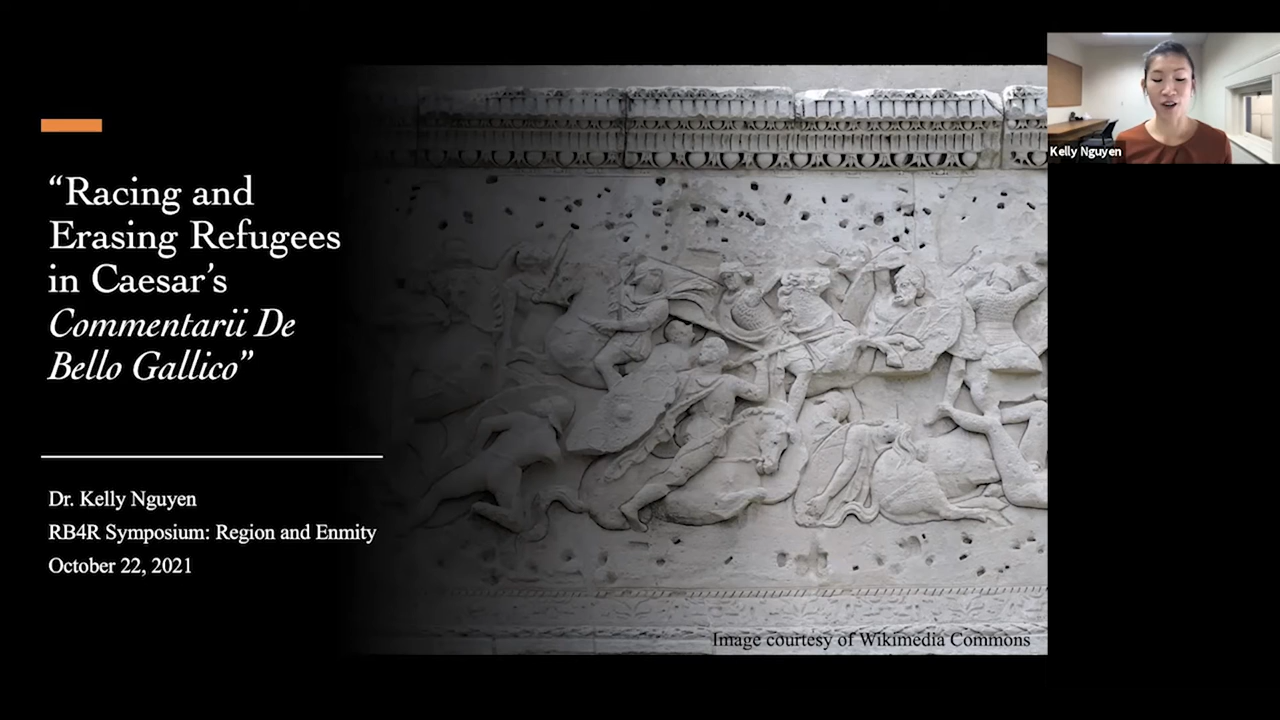 “Racing and
Erasing Refugees
in Caesar’s
Commentarii De
Bello Gallico”
Dr. Kelly Nguyen
RB4R Symposium: Region and Enmity
October 22, 2021
Image courtesy of Wikimedia Commons
Kelly Nguyen